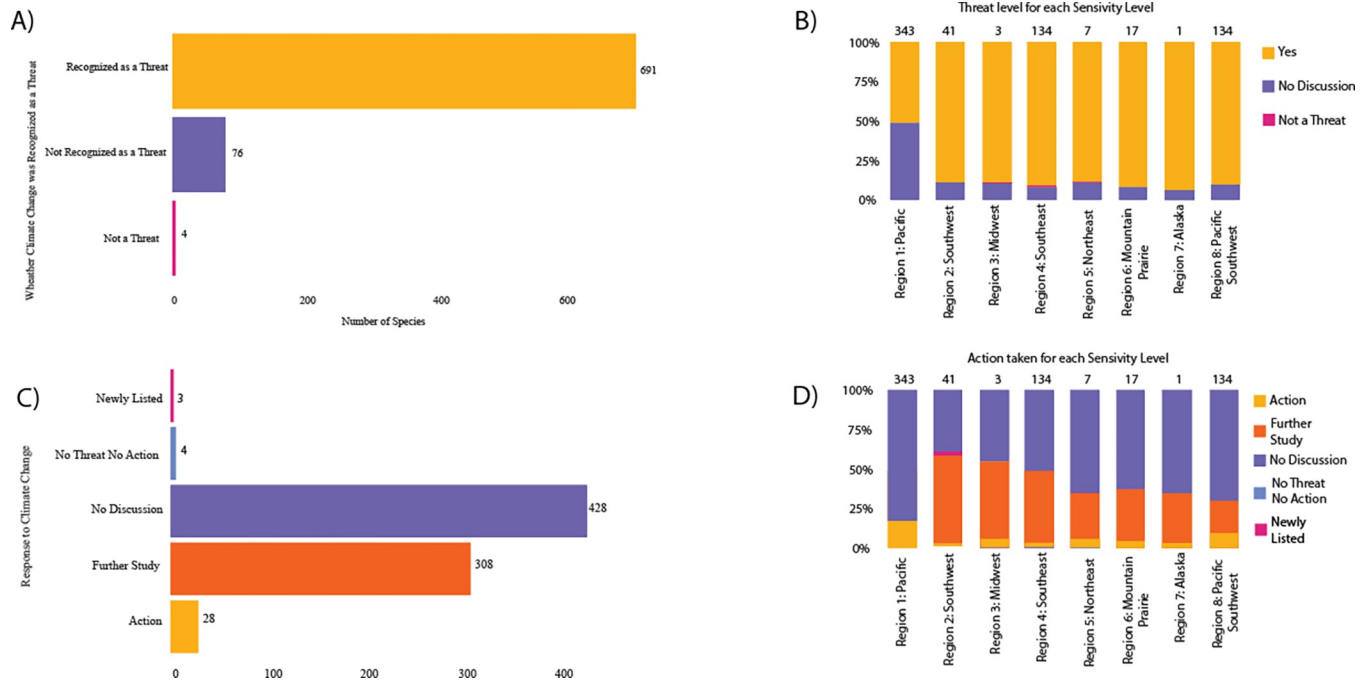 A)
Wheather Climate Change was Recognized as a Threat
Recognized as a Threat
691
Not Recognized as a Threat
76
Not a Threat
4
0 200 400 600
Number of Species
B)
Threat level for each Sensivity Level
343 41 3 134 7 17 1 134
100%
75%
50%
25%
0%
Region 1: Pacific
Region 2: Southwest
Region 3: Midwest
Region 4: Southeast
Region 5: Northeast
Region 6: Mountain
Prairie
Region 7: Alaska
Region 8: Pacific
Southwest
Yes
No Discussion
Not a Threat
C)
Response to Climate Change
Newly Listed
3
No Threat No Action
4
No Discussion
428
Further Study
308
Action
28
0 100 200 300 400
D)
Action taken for each Sensivity Level
343 41 3 134 7 17 1 134
100%
75%
50%
25%
0%
Region 1: Pacific
Region 2: Southwest
Region 3: Midwest
Region 4: Southeast
Region 5: Northeast
Region 6: Mountain
Prairie
Region 7: Alaska
Region 8: Pacific
Southwest
Action
Further
Study
No Discussion
No Threat
No Action
Newly
Listed